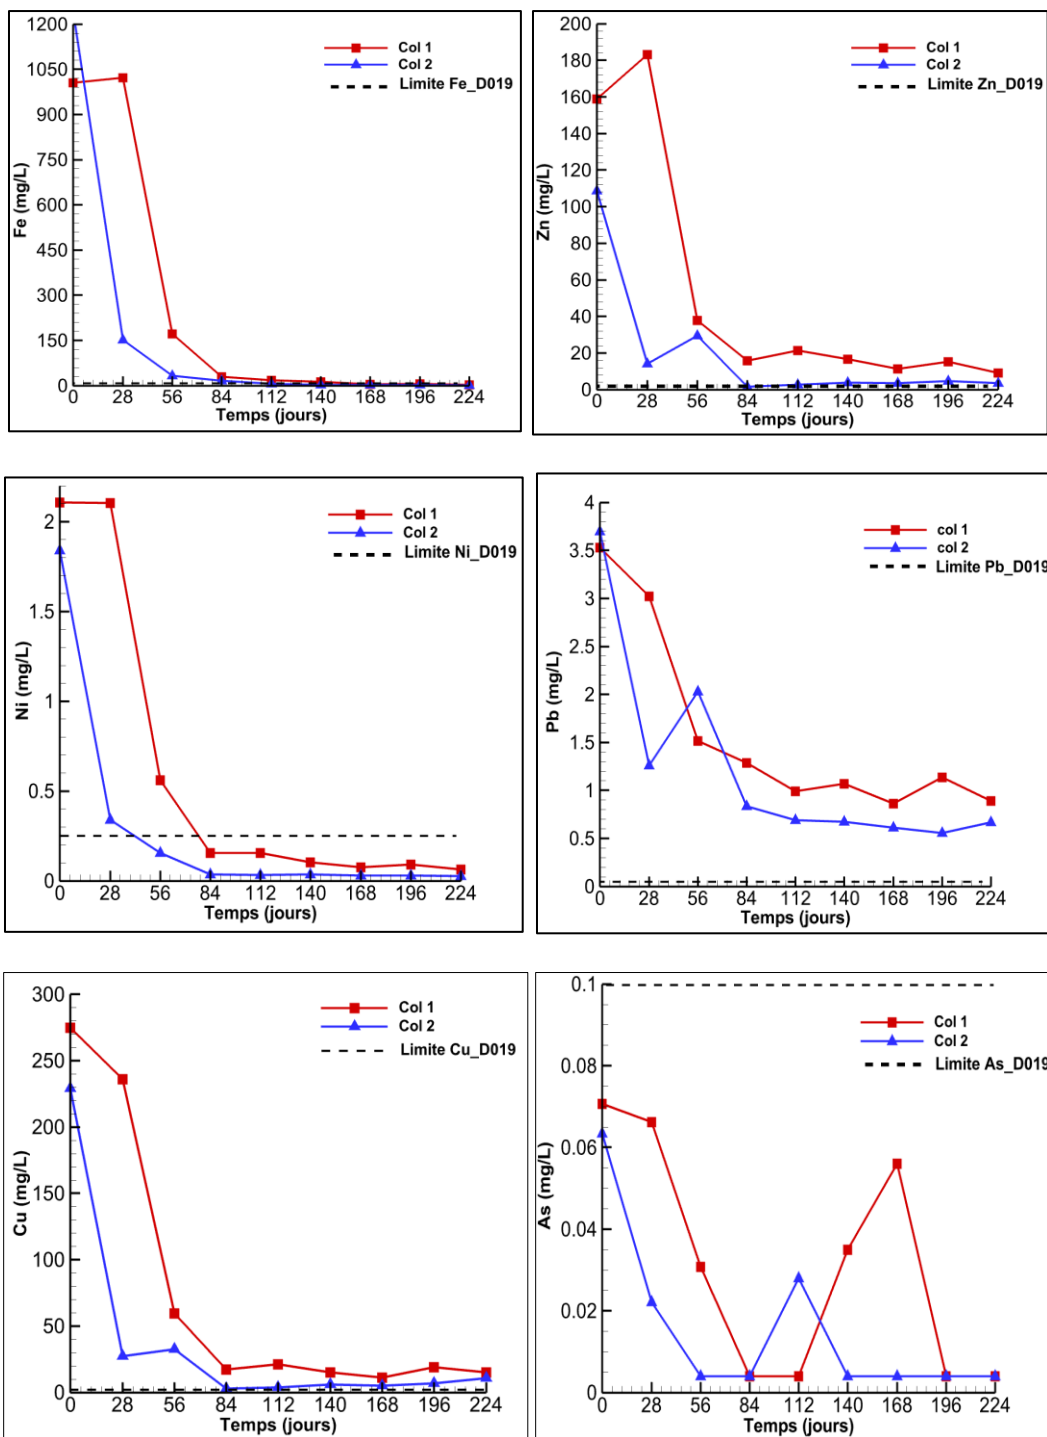 Fe (mg/L)
1200
1050
900
750
600
450
300
150
0
Col 1
Col 2
Limite Fe_D019
0 28 56 84 112 140 168 196 224
Temps (jours)
Zn (mg/L)
200
180
160
140
120
100
80
60
40
20
0
Col 1
Col 2
Limite Zn_D019
0 28 56 84 112 140 168 196 224
Temps (jours)
Ni (mg/L)
2
1.5
1
0.5
0
Col 1
Col 2
Limite Ni_D019
0 28 56 84 112 140 168 196 224
Temps (jours)
Pb (mg/L)
4
3.5
3
2.5
2
1.5
1
0.5
0
col 1
col 2
Limite Pb_D019
0 28 56 84 112 140 168 196 224
Temps (jours)
Cu (mg/L)
300
250
200
150
100
50
0
Col 1
Col 2
Limite Cu_D019
0 28 56 84 112 140 168 196 224
Temps (jours)
As (mg/L)
0.1
0.08
0.06
0.04
0.02
0
Col 1
Col 2
Limite As_D019
0 28 56 84 112 140 168 196 224
Temps (jours)